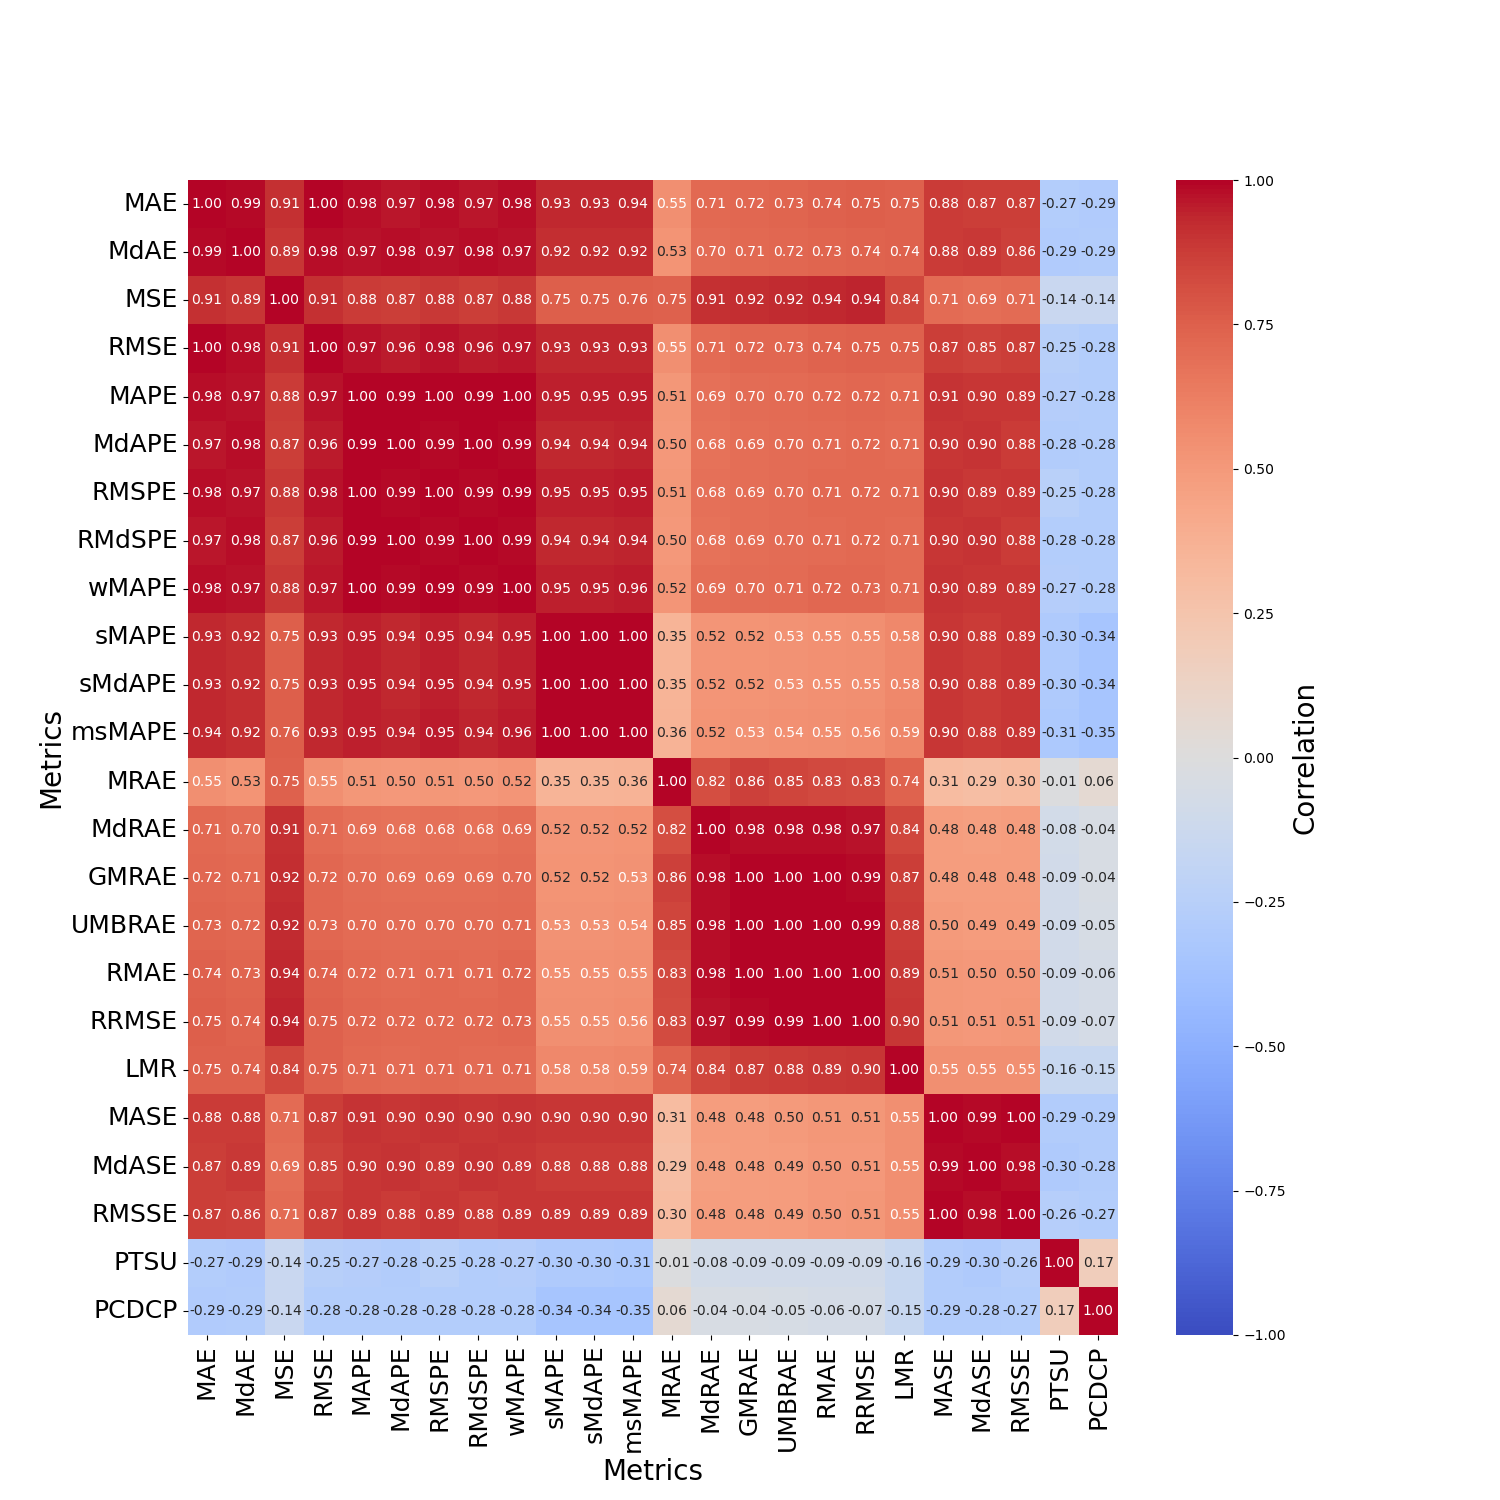 MAE 1.00 0.99 0.91 1.00 0.98 0.97 0.98 0.97 0.98 0.93 0.93 0.94 0.55 0.71 0.72 0.73 0.74 0.75 0.75 0.88 0.87 0.87 -0.27 -0.29
MdAE 0.99 1.00 0.89 0.98 0.97 0.98 0.97 0.98 0.97 0.92 0.92 0.92 0.53 0.70 0.71 0.72 0.73 0.74 0.74 0.88 0.89 0.86 -0.29 -0.29
MSE 0.91 0.89 1.00 0.91 0.88 0.87 0.88 0.87 0.88 0.75 0.75 0.76 0.75 0.91 0.92 0.92 0.94 0.94 0.84 0.71 0.69 0.71 -0.14 -0.14
RMSE 1.00 0.98 0.91 1.00 0.97 0.96 0.98 0.96 0.97 0.93 0.93 0.93 0.55 0.71 0.72 0.73 0.74 0.75 0.75 0.87 0.85 0.87 -0.25 -0.28
MAPE 0.98 0.97 0.88 0.97 1.00 0.99 1.00 0.99 1.00 0.95 0.95 0.95 0.51 0.69 0.70 0.70 0.72 0.72 0.71 0.91 0.90 0.89 -0.27 -0.28
MdAPE 0.97 0.98 0.87 0.96 0.99 1.00 0.99 1.00 0.99 0.94 0.94 0.94 0.50 0.68 0.69 0.70 0.71 0.72 0.71 0.90 0.90 0.88 -0.28 -0.28
RMSPE 0.98 0.97 0.88 0.98 1.00 0.99 1.00 0.99 0.99 0.95 0.95 0.95 0.51 0.68 0.69 0.70 0.71 0.72 0.71 0.90 0.89 0.89 -0.25 -0.28
RMdSPE 0.97 0.98 0.87 0.96 0.99 1.00 0.99 1.00 0.99 0.94 0.94 0.94 0.50 0.68 0.69 0.70 0.71 0.72 0.71 0.90 0.90 0.88 -0.28 -0.28
wMAPE 0.98 0.97 0.88 0.97 1.00 0.99 0.99 0.99 1.00 0.95 0.95 0.96 0.52 0.69 0.70 0.71 0.72 0.73 0.71 0.90 0.89 0.89 -0.27 -0.28
sMAPE 0.93 0.92 0.75 0.93 0.95 0.94 0.95 0.94 0.95 1.00 1.00 1.00 0.35 0.52 0.52 0.53 0.55 0.55 0.58 0.90 0.88 0.89 -0.30 -0.34
sMdAPE 0.93 0.92 0.75 0.93 0.95 0.94 0.95 0.94 0.95 1.00 1.00 1.00 0.35 0.52 0.52 0.53 0.55 0.55 0.58 0.90 0.88 0.89 -0.30 -0.34
msMAPE 0.94 0.92 0.76 0.93 0.95 0.94 0.95 0.94 0.96 1.00 1.00 1.00 0.36 0.52 0.53 0.54 0.55 0.56 0.59 0.90 0.88 0.89 -0.31 -0.35
MRAE 0.55 0.53 0.75 0.55 0.51 0.50 0.51 0.50 0.52 0.35 0.35 0.36 1.00 0.82 0.86 0.85 0.83 0.83 0.74 0.31 0.29 0.30 -0.01 0.06
MdRAE 0.71 0.70 0.91 0.71 0.69 0.68 0.68 0.68 0.69 0.52 0.52 0.52 0.82 1.00 0.98 0.98 0.98 0.97 0.84 0.48 0.48 0.48 -0.08 -0.04
GMRAE 0.72 0.71 0.92 0.72 0.70 0.69 0.69 0.69 0.70 0.52 0.52 0.53 0.86 0.98 1.00 1.00 1.00 0.99 0.87 0.48 0.48 0.48 -0.09 -0.04
UMBRAE 0.73 0.72 0.92 0.73 0.70 0.70 0.70 0.70 0.71 0.53 0.53 0.54 0.85 0.98 1.00 1.00 1.00 0.99 0.88 0.50 0.49 0.49 -0.09 -0.05
RMAE 0.74 0.73 0.94 0.74 0.72 0.71 0.71 0.71 0.72 0.55 0.55 0.55 0.83 0.98 1.00 1.00 1.00 1.00 0.89 0.51 0.50 0.50 -0.09 -0.06
RRMSE 0.75 0.74 0.94 0.75 0.72 0.72 0.72 0.72 0.73 0.55 0.55 0.56 0.83 0.97 0.99 0.99 1.00 1.00 0.90 0.51 0.51 0.51 -0.09 -0.07
LMR 0.75 0.74 0.84 0.75 0.71 0.71 0.71 0.71 0.71 0.58 0.58 0.59 0.74 0.84 0.87 0.88 0.89 0.90 1.00 0.55 0.55 0.55 -0.16 -0.15
MASE 0.88 0.88 0.71 0.87 0.91 0.90 0.90 0.90 0.90 0.90 0.90 0.90 0.31 0.48 0.48 0.50 0.51 0.51 0.55 1.00 0.99 1.00 -0.29 -0.29
MdASE 0.87 0.89 0.69 0.85 0.90 0.90 0.89 0.90 0.89 0.88 0.88 0.88 0.29 0.48 0.48 0.49 0.50 0.51 0.55 0.99 1.00 0.98 -0.30 -0.28
RMSSE 0.87 0.86 0.71 0.87 0.89 0.88 0.89 0.88 0.89 0.89 0.89 0.89 0.30 0.48 0.48 0.49 0.50 0.51 0.55 1.00 0.98 1.00 -0.26 -0.27
PTSU -0.27 -0.29 -0.14 -0.25 -0.27 -0.28 -0.25 -0.28 -0.27 -0.30 -0.30 -0.31 -0.01 -0.08 -0.09 -0.09 -0.09 -0.09 -0.16 -0.29 -0.30 -0.26 1.00 0.17
PCDCP -0.29 -0.29 -0.14 -0.28 -0.28 -0.28 -0.28 -0.28 -0.28 -0.34 -0.34 -0.35 0.06 -0.04 -0.04 -0.05 -0.06 -0.07 -0.15 -0.29 -0.28 -0.27 0.17 1.00
MAE MdAE MSE RMSE MAPE MdAPE RMSPE RMdSPE wMAPE sMAPE sMdAPE msMAPE MRAE MdRAE GMRAE UMBRAE RMAE RRMSE LMR MASE MdASE RMSSE PTSU PCDCP
Metrics
Metrics
1.00
0.75
0.50
0.25
0.00
−0.25
−0.50
−0.75
−1.00
Correlation